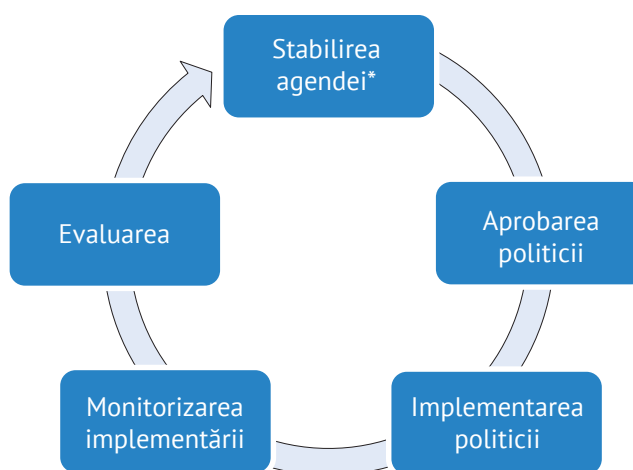 Stabilirea
agendei*
Aprobarea
politicii
Implementarea
politicii
Monitorizarea
implementării
Evaluarea